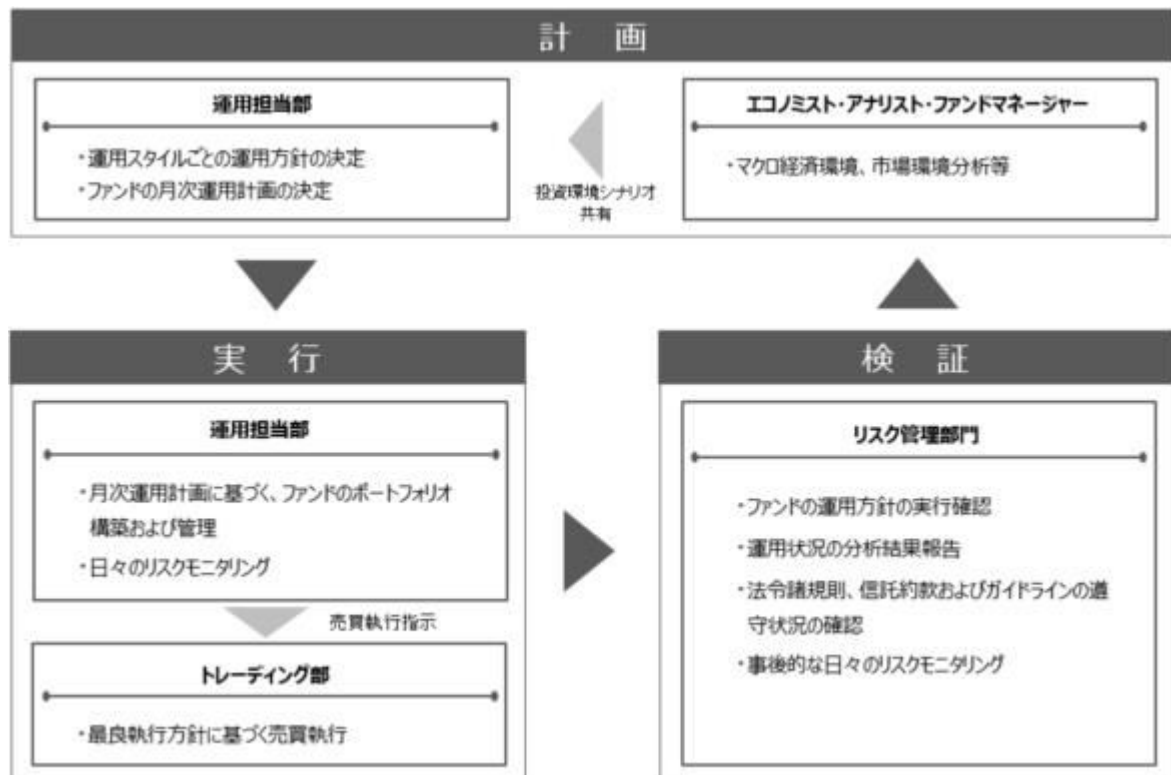 計 画
運用担当部
・運用スタイルごとの運用方針の決定
・ファンドの月次運用計画の決定
投資環境シナリオ
共有
エコノミスト・アナリスト・ファンドマネージャー
・マクロ経済環境、市場環境分析等
実 行
運用担当部
・月次運用計画に基づく、ファンドのポートフォリオ
構築および管理
・日々のリスクモニタリング
売買執行指示
トレーディング部
・最良執行方針に基づく売買執行
検 証
リスク管理部門
・ファンドの運用方針の実行確認
・運用状況の分析結果報告
・法令諸規則、信託約款およびガイドラインの遵
守状況の確認
・事後的な日々のリスクモニタリング